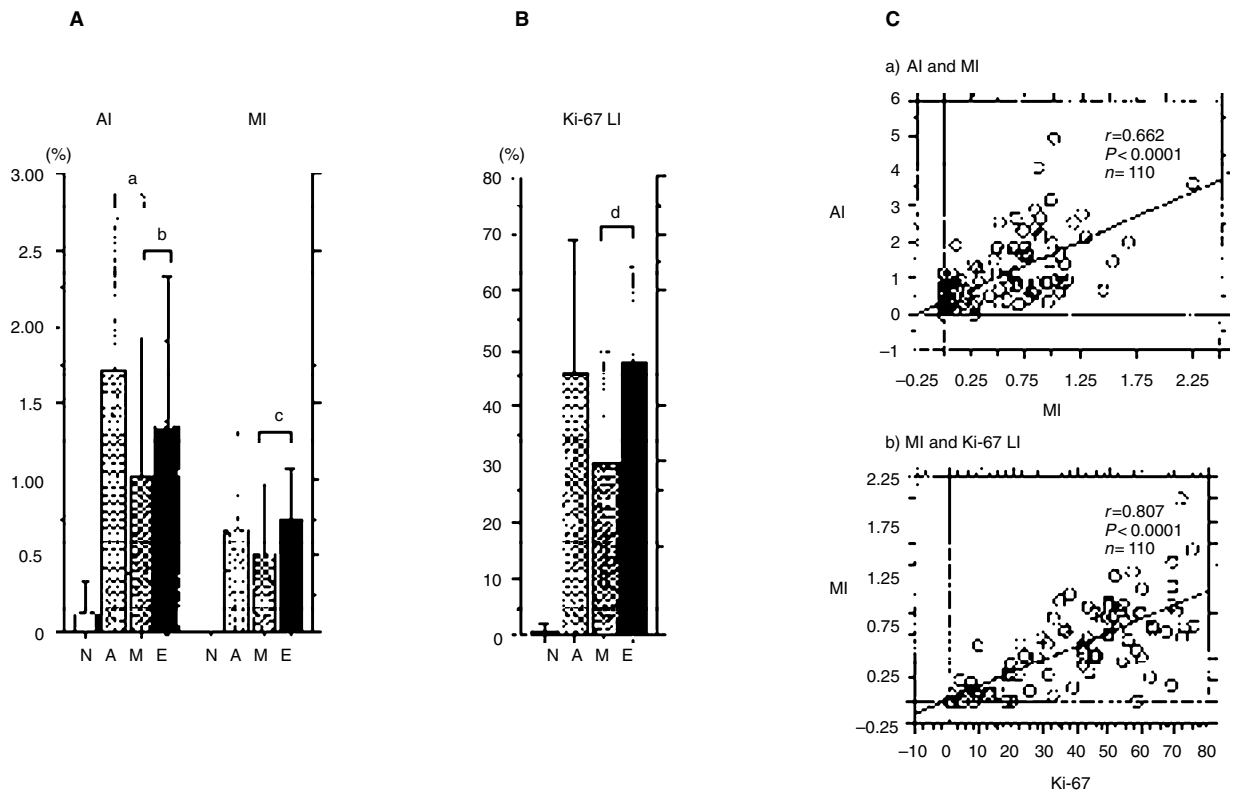 A
AI
MI
(%)
3.00
2.5
2.00
1.5
1.00
0.5
0
a
b
c
N A M E N A M E
B
Ki-67 LI
(%)
80
70
60
50
40
30
20
10
0
d
N A M E
C
a) AI and MI
6
5
4
3
2
1
0
−1
AI
r=0.662
P< 0.0001
n= 110
−0.25 0.25 0.75 1.25 1.75 2.25
MI
b) MI and Ki-67 LI
2.25
1.75
1.25
0.75
0.25
−0.25
MI
r=0.807
P< 0.0001
n= 110
−10 0 10 20 30 40 50 60 70 80
Ki-67